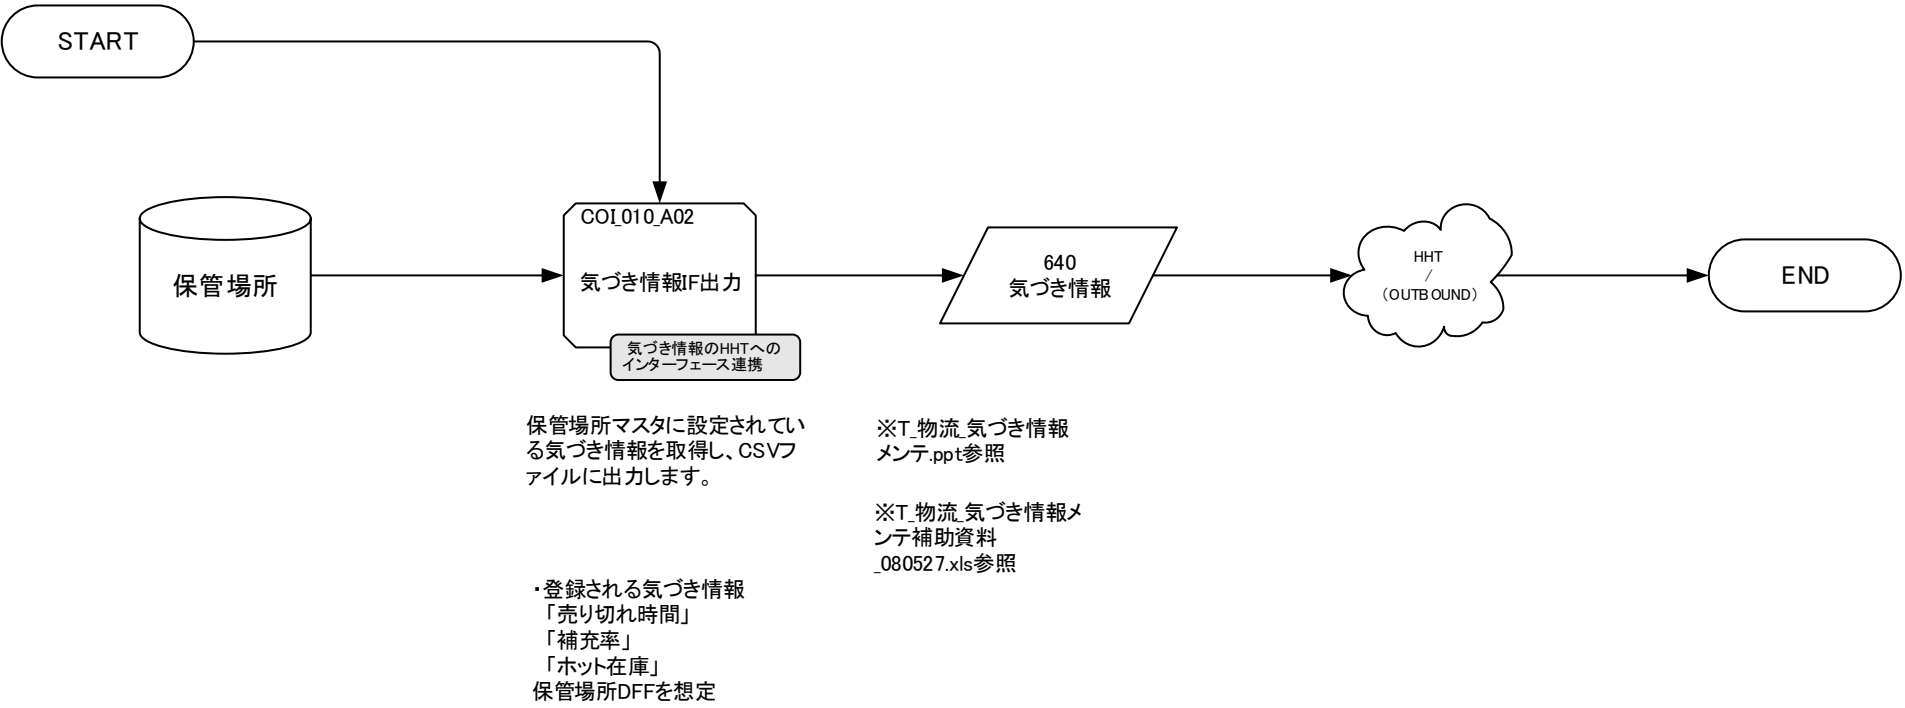 START
COI_010_A02
気づき情報IF出力
気づき情報のHHTへの
インターフェース連携
保管場所
640
気づき情報
HHT
/
（OUTBOUND）
END
保管場所マスタに設定されてい
る気づき情報を取得し、CSVフ
ァイルに出力します。
※T_物流_気づき情報
メンテ.ppt参照
※T_物流_気づき情報メ
ンテ補助資料
_080527.xls参照
・登録される気づき情報
「売り切れ時間」
「補充率」
「ホット在庫」
保管場所DFFを想定